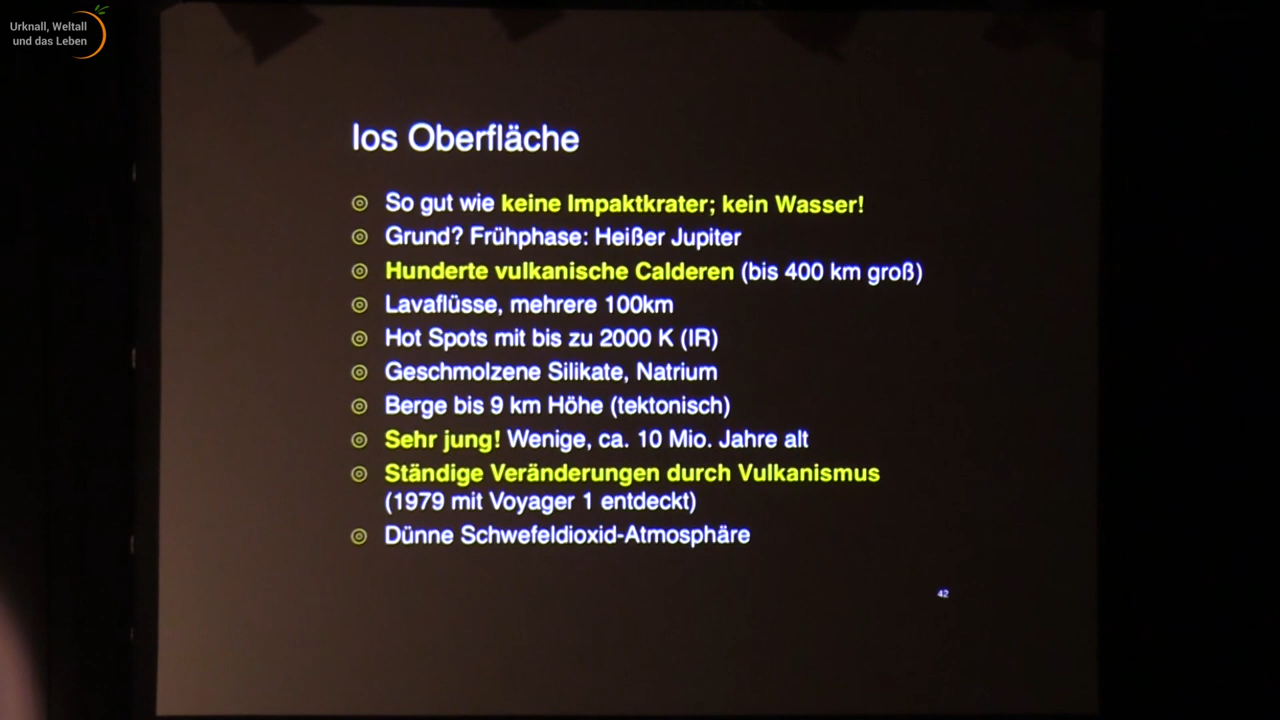 Urknall, Weltall
und das Leben
Ios Oberfläche
So gut wie keine Impaktkrater; kein Wasser!
Grund? Frühphase: Heißer Jupiter
Hunderte vulkanische Calderen (bis 400 km groß)
Lavaflüsse, mehrere 100km
Hot Spots mit bis zu 2000 K (IR)
Geschmolzene Silikate, Natrium
Berge bis 9 km Höhe (tektonisch)
Sehr jung! Wenige, ca. 10 Mio. Jahre alt
Ständige Veränderungen durch Vulkanismus
(1979 mit Voyager 1 entdeckt)
Dünne Schwefeldioxid-Atmosphäre
42